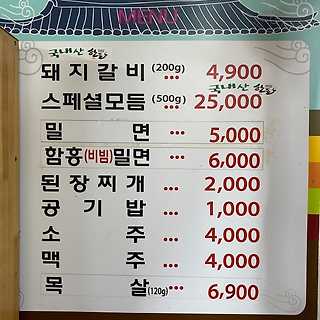 MENU
국내산 한돈
돼지갈비 (200g) ... 4,900
국내산 한돈
스페셜모듬 (500g) 25,000
밀면 ... 5,000
함흥(비빔)밀면 ... 6,000
된장찌개 ... 2,000
공기밥 ... 1,000
소주 ... 4,000
맥주 ... 4,000
목살 (120g) ... 6,900